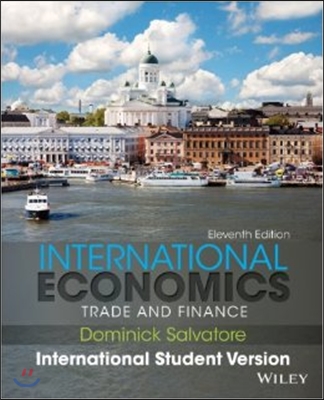 Eleventh Edition
INTERNATIONAL
ECONOMICS
TRADE AND FINANCE
Dominick Salvatore
International Student Version
WILEY